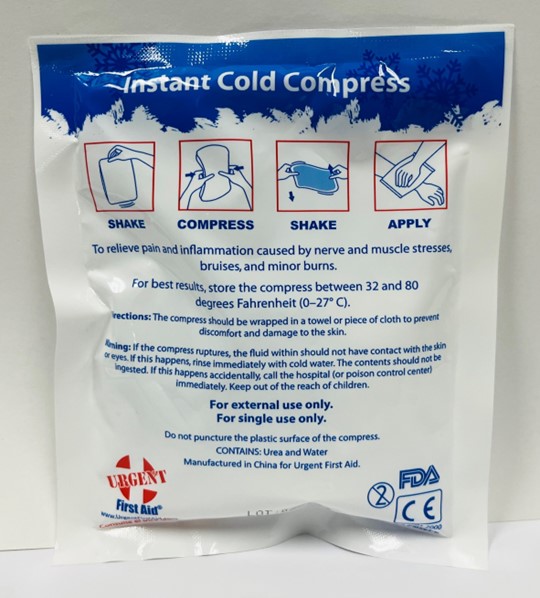 Instant Cold Compress
SHAKE COMPRESS SHAKE APPLY
To relieve pain and inflammation caused by nerve and muscle stresses,
bruises, and minor burns.
For best results, store the compress between 32 and 80
degrees Fahrenheit (0–27° C).
rections: The compress should be wrapped in a towel or piece of cloth to prevent
discomfort and damage to the skin.
If the compress ruptures, the fluid within should not have contact with the skin
or eyes. If this happens, rinse immediately with cold water. The contents should not be
ingested. If this happens accidentally, call the hospital (or poison control center)
immediately. Keep out of the reach of children.
For external use only.
For single use only.
Do not puncture the plastic surface of the compress.
CONTAINS: Urea and Water
Manufactured in China for Urgent First Aid.
URGENT
First Aid®
FDA
2
CE
LOT